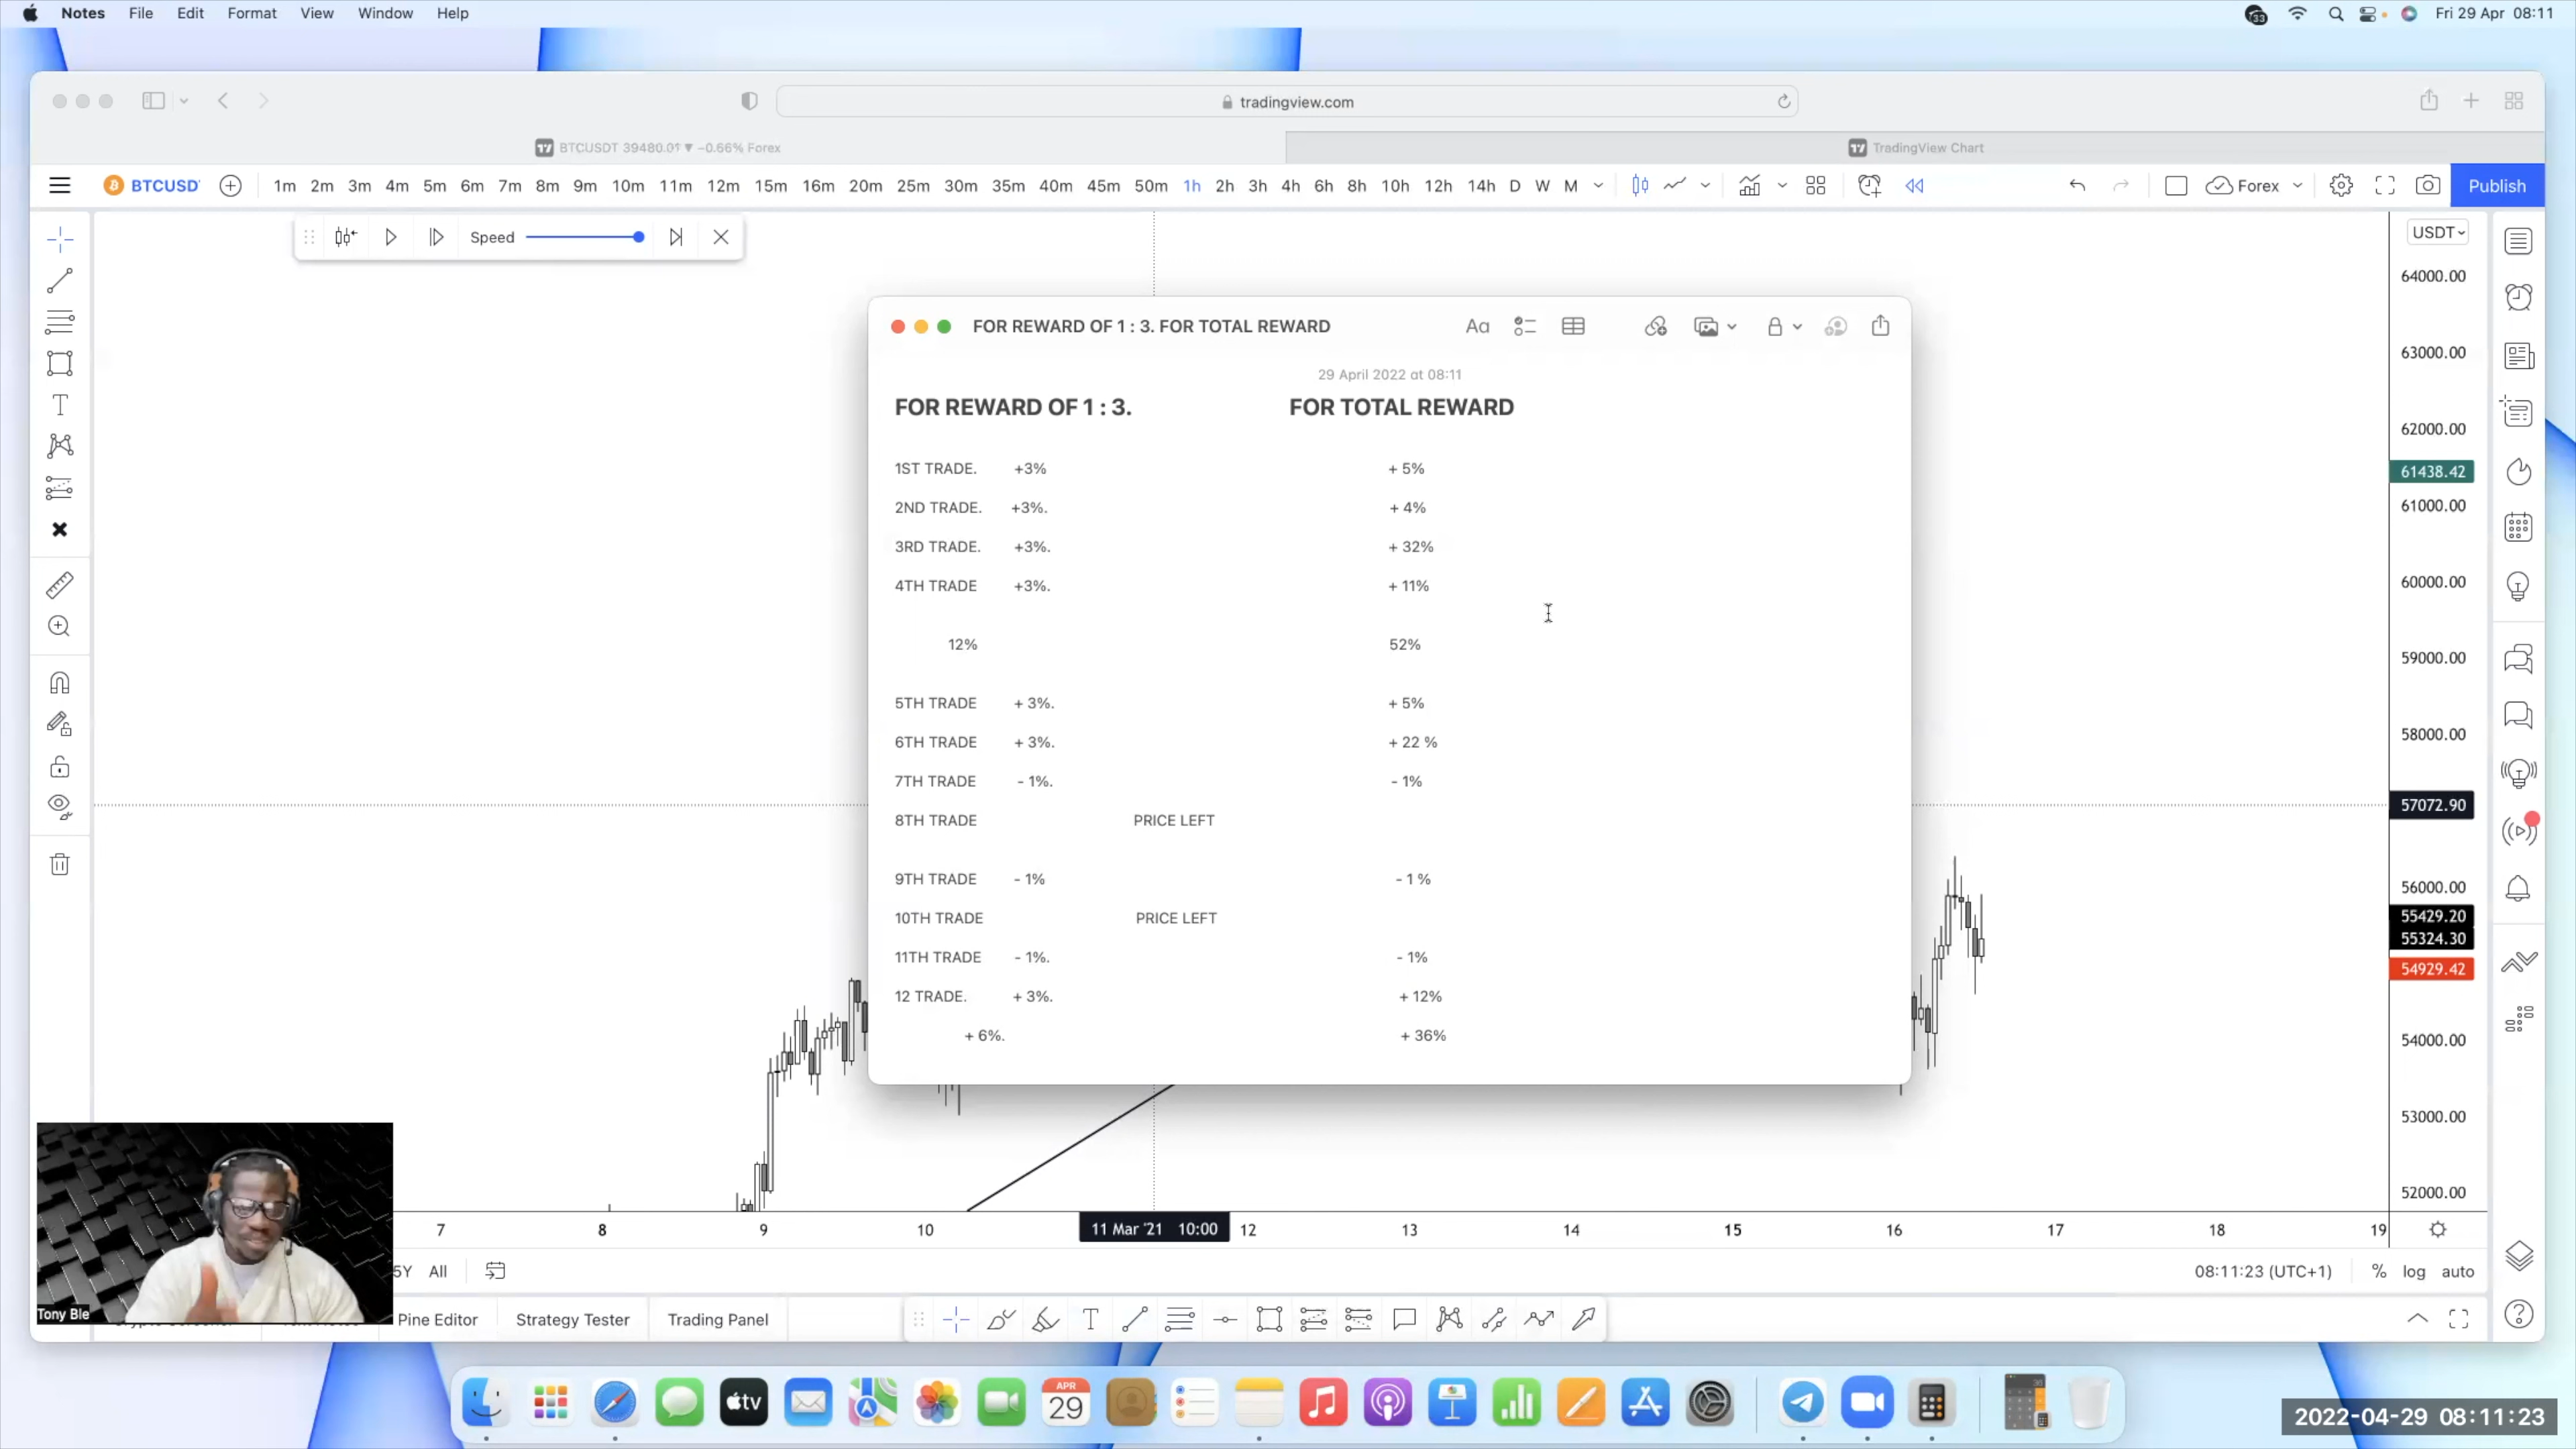 Notes File Edit Format View Window Help
33 Fri 29 Apr 08:11
tradingview.com
BTCUSDT 39480.01 ▼ −0.66% Forex
TradingView Chart
BTCUSD 1m 2m 3m 4m 5m 6m 7m 8m 9m 10m 11m 12m 15m 16m 20m 25m 30m 35m 40m 45m 50m 1h 2h 3h 4h 6h 8h 10h 12h 14h D W M Forex Publish
Speed
USDT
FOR REWARD OF 1 : 3. FOR TOTAL REWARD
Aa
29 April 2022 at 08:11
FOR REWARD OF 1 : 3. FOR TOTAL REWARD
1ST TRADE. +3% + 5%
2ND TRADE. +3%. + 4%
3RD TRADE. +3%. + 32%
4TH TRADE +3%. + 11%
12% 52%
5TH TRADE + 3%. + 5%
6TH TRADE + 3%. + 22 %
7TH TRADE - 1%. - 1%
8TH TRADE PRICE LEFT
9TH TRADE - 1% - 1 %
10TH TRADE PRICE LEFT
11TH TRADE - 1%. - 1%
12 TRADE. + 3%. + 12%
+ 6%. + 36%
64000.00
63000.00
62000.00
61438.42
61000.00
60000.00
59000.00
58000.00
57072.90
56000.00
55429.20
55324.30
54929.42
54000.00
53000.00
52000.00
7 8 9 10 11 Mar '21 10:00 12 13 14 15 16 17 18 19
5Y All
08:11:23 (UTC+1) % log auto
Tony Ble
Pine Editor Strategy Tester Trading Panel
tv
APR
29
2022-04-29 08:11:23